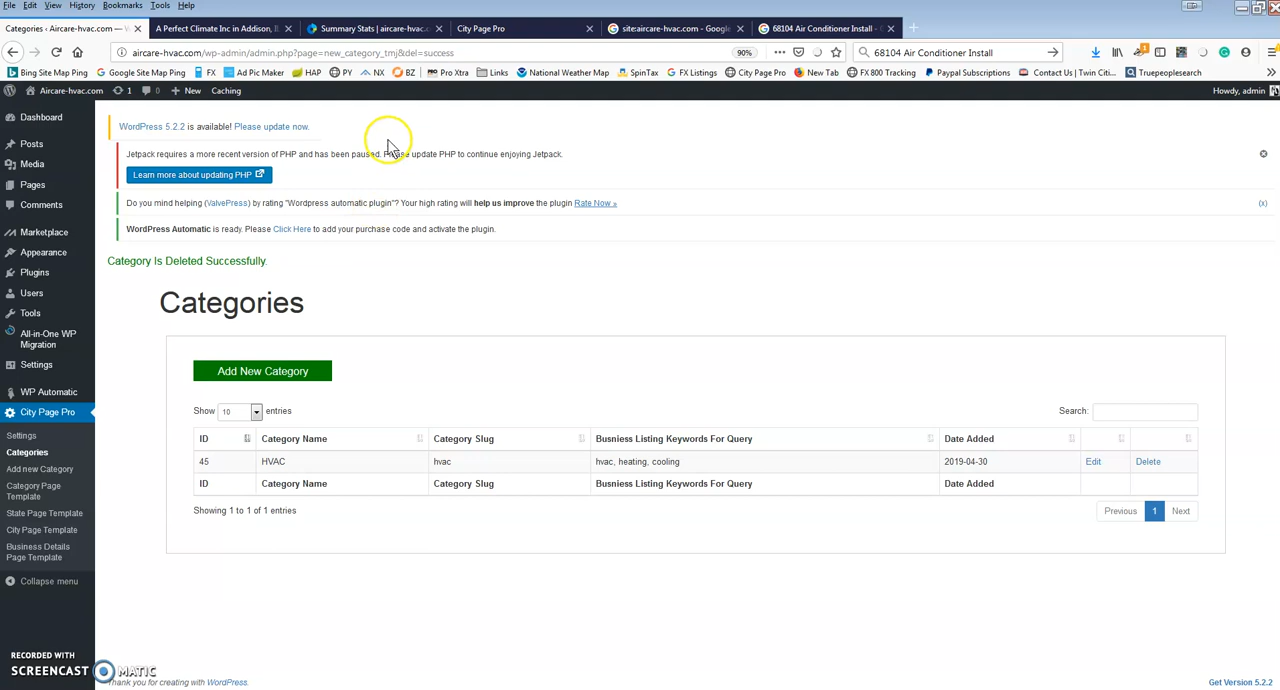 File Edit View History Bookmarks Tools Help
Categories ‹ Aircare-hvac.com —
A Perfect Climate Inc in Addison, IL
Summary Stats | aircare-hvac.com
City Page Pro
site:aircare-hvac.com - Google
68104 Air Conditioner Install -
aircare-hvac.com/wp-admin/admin.php?page=new_category_tmj&del=success
90%
68104 Air Conditioner Install
Bing Site Map Ping Google Site Map Ping FX Ad Pic Maker HAP PY NX BZ Pro Xtra Links National Weather Map SpinTax FX Listings City Page Pro New Tab FX 800 Tracking Paypal Subscriptions Contact Us | Twin Citi... Truepeoplesearch
Aircare-hvac.com 1 0 New Caching Howdy, admin
Dashboard
Posts
Media
Pages
Comments
Marketplace
Appearance
Plugins
Users
Tools
All-in-One WP
Migration
Settings
WP Automatic
City Page Pro
Settings
Categories
Add new Category
Category Page
Template
State Page Template
City Page Template
Business Details
Page Template
Collapse menu
WordPress 5.2.2 is available! Please update now.
Jetpack requires a more recent version of PHP and has been paused. Please update PHP to continue enjoying Jetpack.
Learn more about updating PHP
Do you mind helping (ValvePress) by rating "Wordpress automatic plugin"? Your high rating will help us improve the plugin Rate Now »
(x)
WordPress Automatic is ready. Please Click Here to add your purchase code and activate the plugin.
Category Is Deleted Successfully.
Categories
Add New Category
Show 10 entries
Search:
ID Category Name Category Slug Busniess Listing Keywords For Query Date Added
45 HVAC hvac hvac, heating, cooling 2019-04-30 Edit Delete
ID Category Name Category Slug Busniess Listing Keywords For Query Date Added
Showing 1 to 1 of 1 entries
Previous 1 Next
RECORDED WITH
SCREENCAST MATIC
Thank you for creating with WordPress.
Get Version 5.2.2